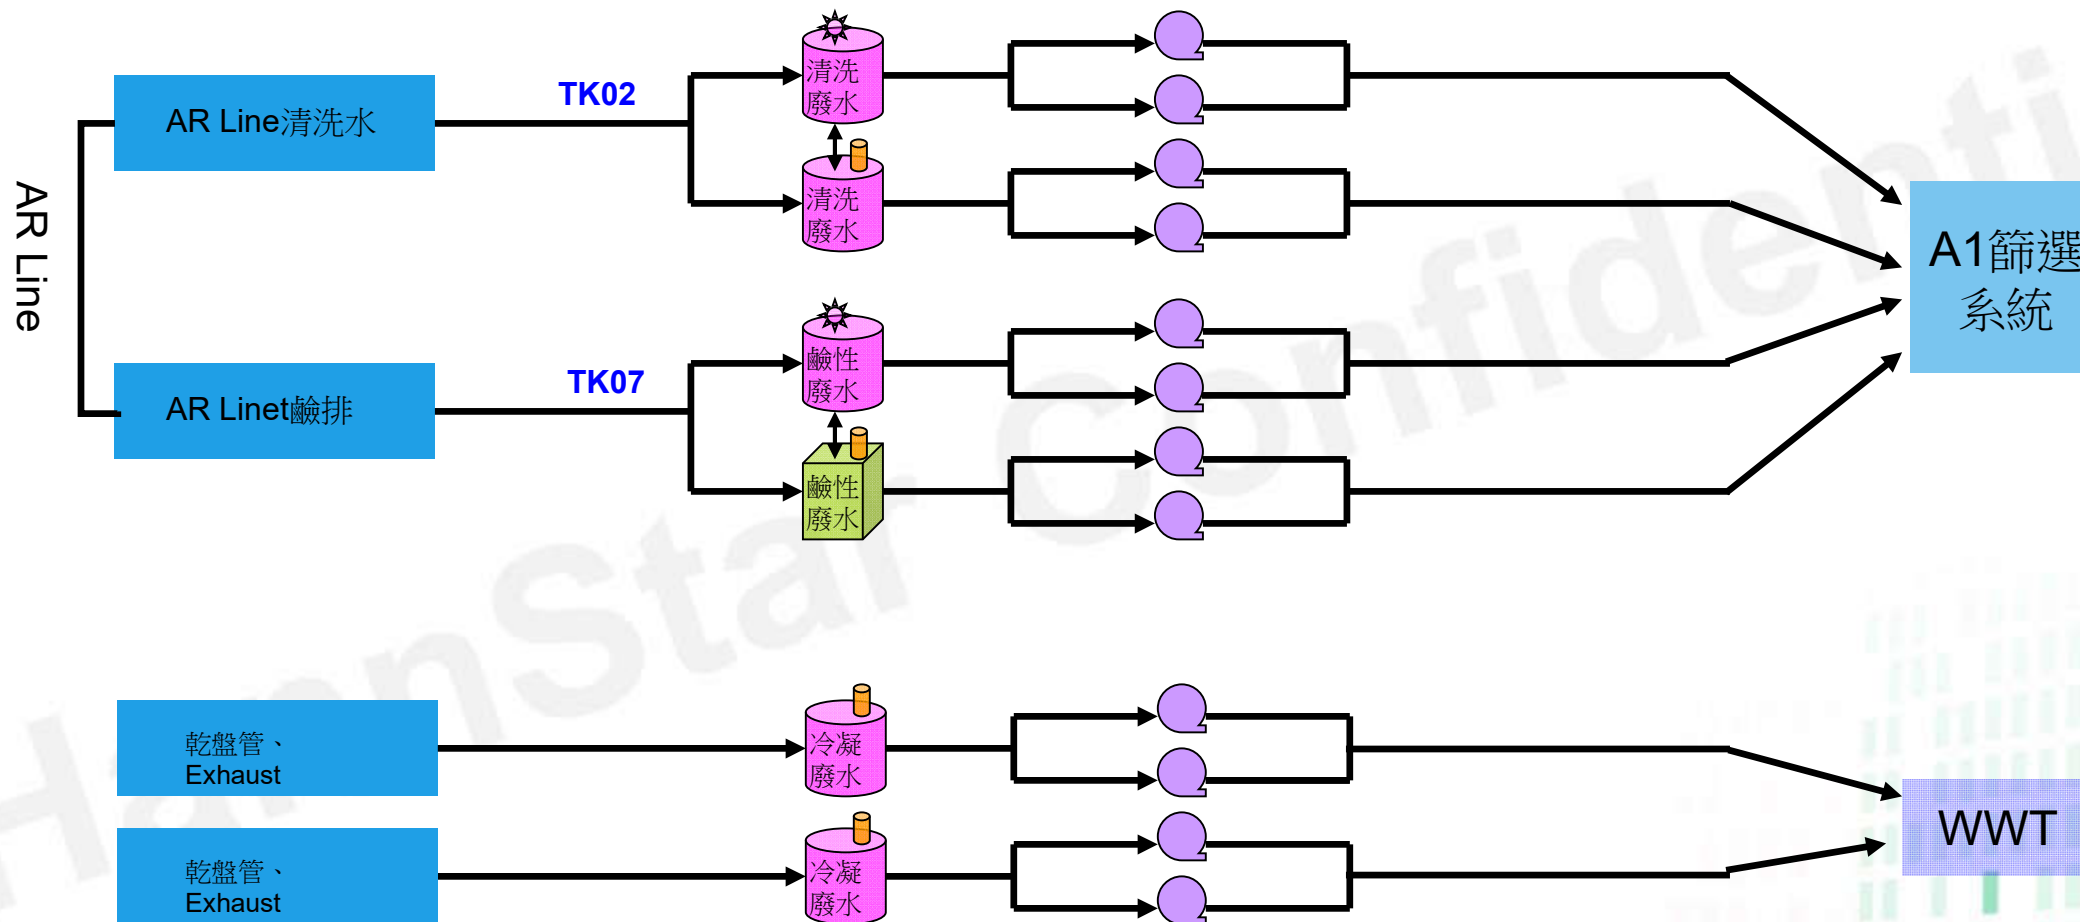 AR Line
AR Line清洗水
TK02
清洗
廢水
清洗
廢水
A1篩選
系統
AR Linet鹼排
TK07
鹼性
廢水
鹼性
廢水
乾盤管、
Exhaust
冷凝
廢水
WWT
乾盤管、
Exhaust
冷凝
廢水
HannStar Confidenti